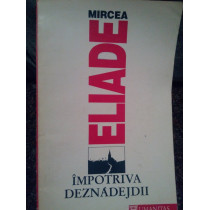 MIRCEA
ELIADE
ÎMPOTRIVA
DEZNĂDEJDII
HUMANITAS